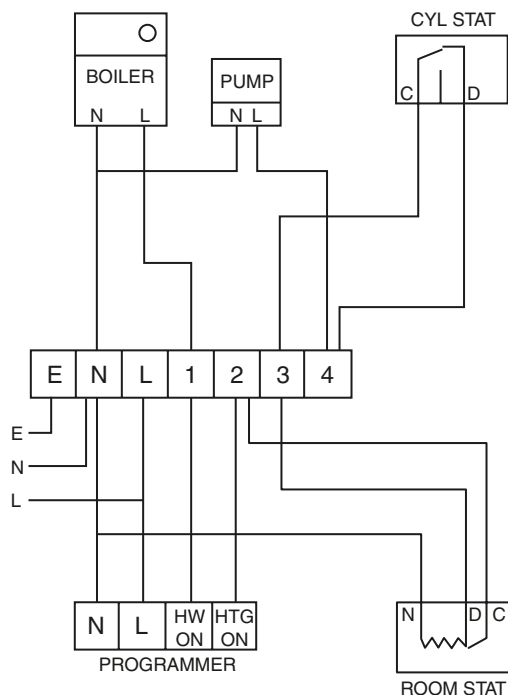 CYL STAT
BOILER
PUMP
N L
N L
C D
E N L 1 2 3 4
E
N
L
N L HW ON HTG ON
PROGRAMMER
N D C
ROOM STAT